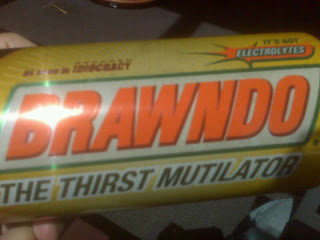 IT'S GOT
ELECTROLYTES
as seen in IDIOCRACY
BRAWNDO
THE THIRST MUTILATOR